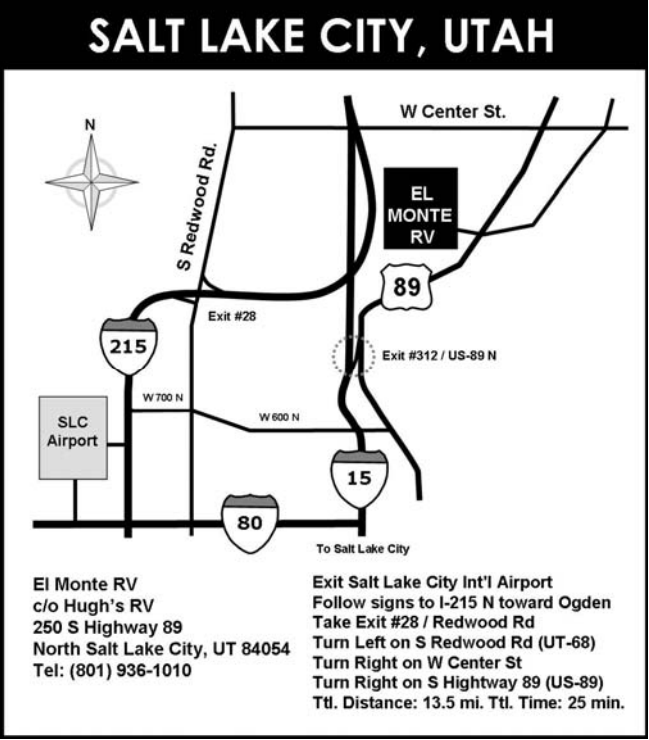 SALT LAKE CITY, UTAH
N
W Center St.
S Redwood Rd.
EL
MONTE
RV
89
Exit #28
215
Exit #312 / US-89 N
W 700 N
W 600 N
SLC
Airport
15
80
To Salt Lake City
El Monte RV
c/o Hugh's RV
250 S Highway 89
North Salt Lake City, UT 84054
Tel: (801) 936-1010
Exit Salt Lake City Int'l Airport
Follow signs to I-215 N toward Ogden
Take Exit #28 / Redwood Rd
Turn Left on S Redwood Rd (UT-68)
Turn Right on W Center St
Turn Right on S Hightway 89 (US-89)
Ttl. Distance: 13.5 mi. Ttl. Time: 25 min.